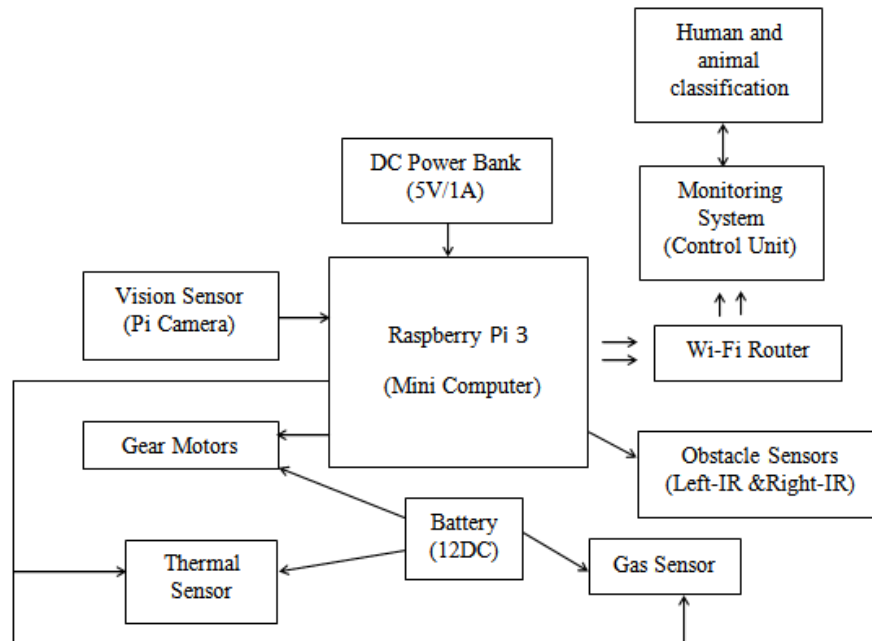 Human and
animal
classification
DC Power Bank
(5V/1A)
Monitoring
System
(Control Unit)
Vision Sensor
(Pi Camera)
Raspberry Pi 3
(Mini Computer)
Wi-Fi Router
Gear Motors
Obstacle Sensors
(Left-IR &Right-IR)
Battery
(12DC)
Thermal
Sensor
Gas Sensor